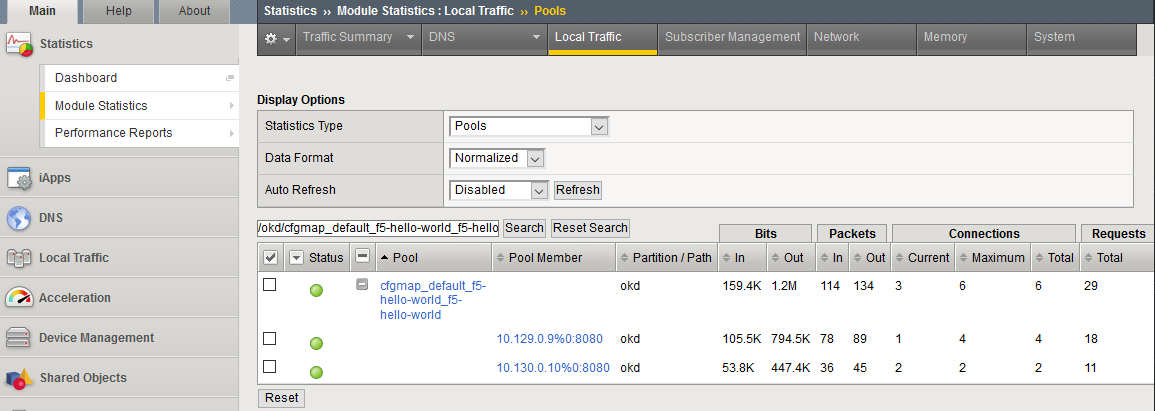 Main Help About
Statistics ›› Module Statistics : Local Traffic ›› Pools
Statistics
Traffic Summary DNS Local Traffic Subscriber Management Network Memory System
Dashboard
Module Statistics
Performance Reports
iApps
DNS
Local Traffic
Acceleration
Device Management
Shared Objects
Display Options
Statistics Type Pools
Data Format Normalized
Auto Refresh Disabled Refresh
/okd/cfgmap_default_f5-hello-world_f5-hello Search Reset Search
Bits Packets Connections Requests
Status Pool Pool Member Partition / Path In Out In Out Current Maximum Total Total
cfgmap_default_f5- okd 159.4K 1.2M 114 134 3 6 6 29
hello-world_f5-
hello-world
10.129.0.9%0:8080 okd 105.5K 794.5K 78 89 1 4 4 18
10.130.0.10%0:8080 okd 53.8K 447.4K 36 45 2 2 2 11
Reset